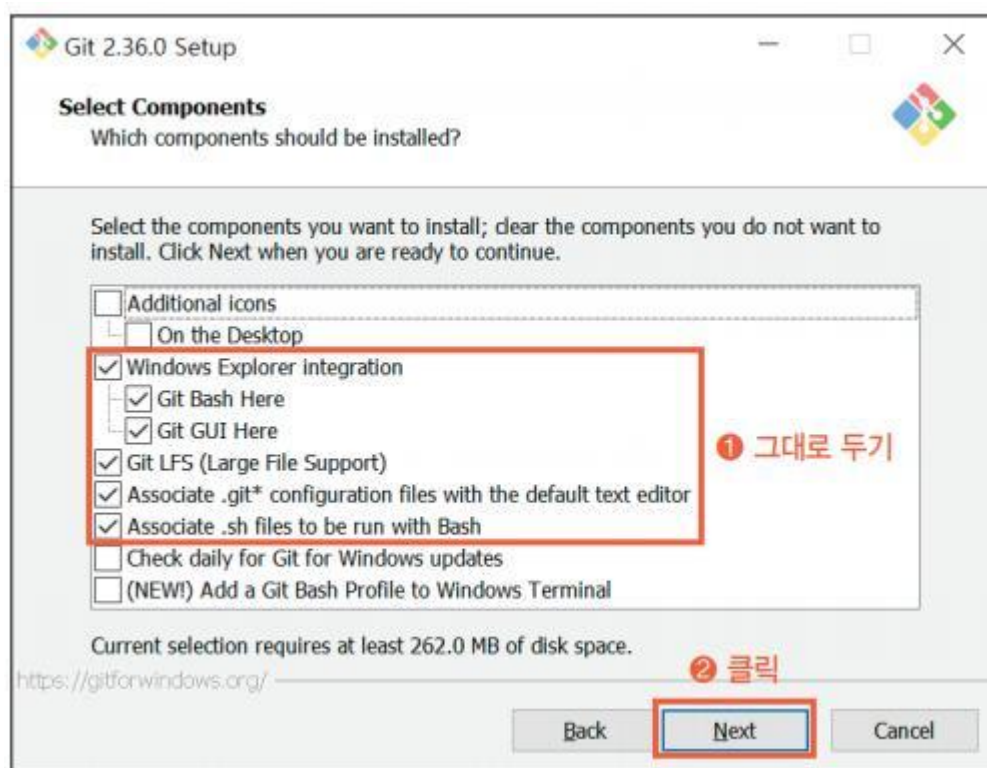 Git 2.36.0 Setup
Select Components
Which components should be installed?
Select the components you want to install; clear the components you do not want to
install. Click Next when you are ready to continue.
Additional icons
On the Desktop
Windows Explorer integration
Git Bash Here
Git GUI Here
❶ 그대로 두기
Git LFS (Large File Support)
Associate .git* configuration files with the default text editor
Associate .sh files to be run with Bash
Check daily for Git for Windows updates
(NEW!) Add a Git Bash Profile to Windows Terminal
Current selection requires at least 262.0 MB of disk space.
❷ 클릭
https://gitforwindows.org/
Back Next Cancel